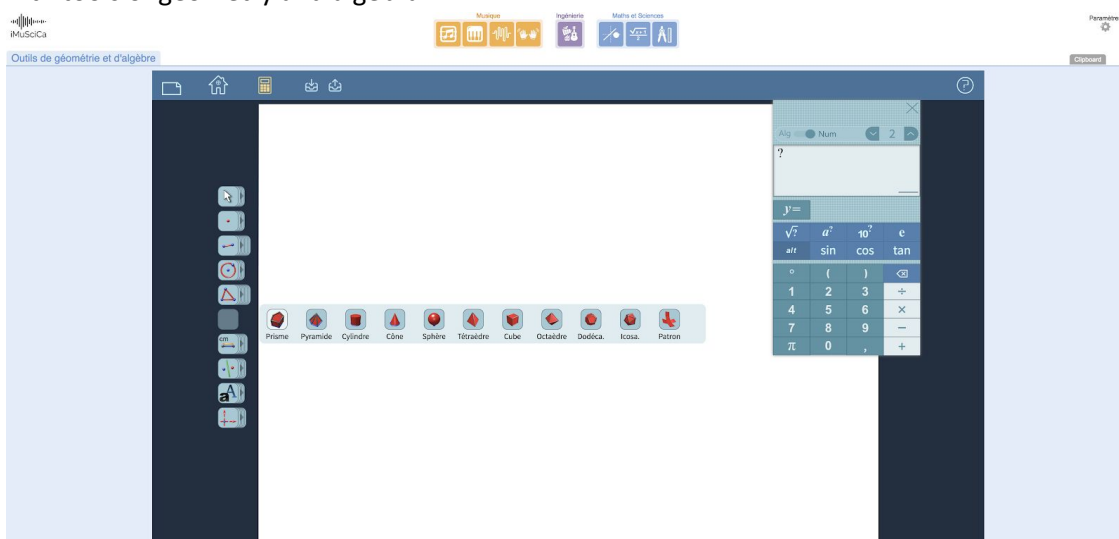 Musique
Ingénierie
Maths et Sciences
Paramètre
iMuSciCa
Outils de géométrie et d'algèbre
Clipboard
Alg Num 2
?
y=
√? a? 10? e
alt sin cos tan
° ( )
1 2 3 ÷
4 5 6 ×
7 8 9 −
π 0 , +
Prisme Pyramide Cylindre Cône Sphère Tétraèdre Cube Octaèdre Dodéca. Icosa. Patron
cm
aA